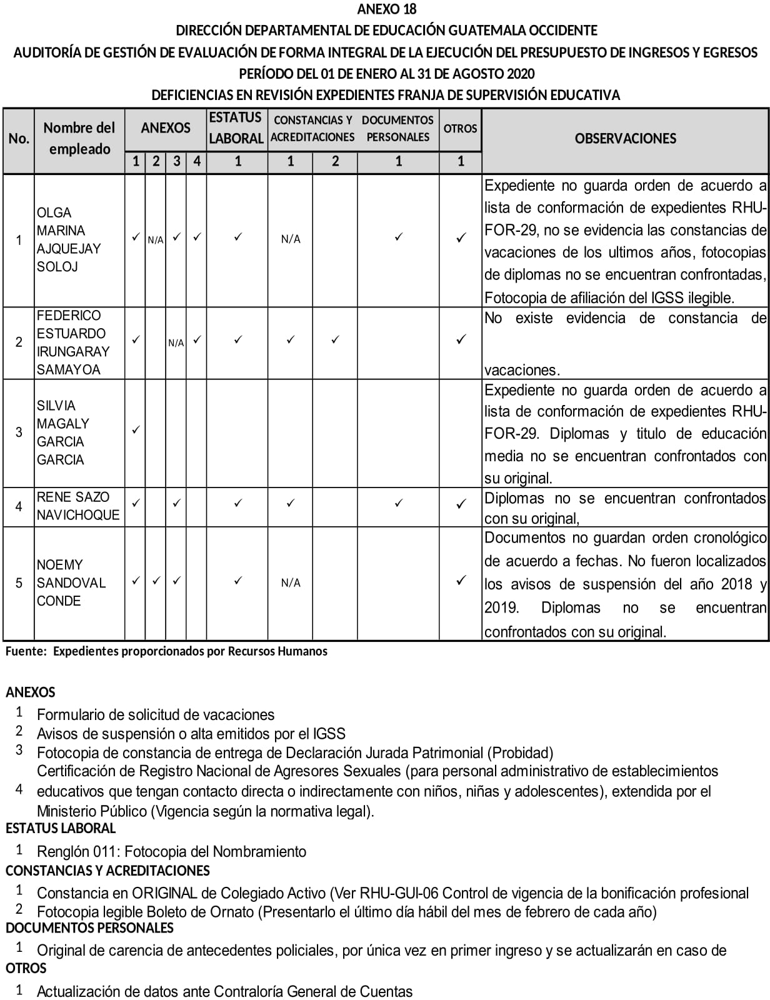 ANEXO 18
DIRECCIÓN DEPARTAMENTAL DE EDUCACIÓN GUATEMALA OCCIDENTE
AUDITORÍA DE GESTIÓN DE EVALUACIÓN DE FORMA INTEGRAL DE LA EJECUCIÓN DEL PRESUPUESTO DE INGRESOS Y EGRESOS
PERÍODO DEL 01 DE ENERO AL 31 DE AGOSTO 2020
DEFICIENCIAS EN REVISIÓN EXPEDIENTES FRANJA DE SUPERVISIÓN EDUCATIVA
No. Nombre del empleado ANEXOS ESTATUS LABORAL CONSTANCIAS Y ACREDITACIONES DOCUMENTOS PERSONALES OTROS OBSERVACIONES
1 2 3 4 1 1 2 1 1
1
OLGA
MARINA
AJQUEJAY
SOLOJ
✓ N/A ✓ ✓ ✓ N/A ✓ ✓
Expediente no guarda orden de acuerdo a
lista de conformación de expedientes RHU-
FOR-29, no se evidencia las constancias de
vacaciones de los ultimos años, fotocopias
de diplomas no se encuentran confrontadas,
Fotocopia de afiliación del IGSS ilegible.
2
FEDERICO
ESTUARDO
IRUNGARAY
SAMAYOA
✓ N/A ✓ ✓ ✓ ✓ ✓
No existe evidencia de constancia de
vacaciones.
3
SILVIA
MAGALY
GARCIA
GARCIA
✓
Expediente no guarda orden de acuerdo a
lista de conformación de expedientes RHU-
FOR-29. Diplomas y titulo de educación
media no se encuentran confrontados con
su original.
4
RENE SAZO
NAVICHOQUE
✓ ✓ ✓ ✓ ✓ ✓
Diplomas no se encuentran confrontados
con su original,
5
NOEMY
SANDOVAL
CONDE
✓ ✓ ✓ ✓ N/A ✓
Documentos no guardan orden cronológico
de acuerdo a fechas. No fueron localizados
los avisos de suspensión del año 2018 y
2019. Diplomas no se encuentran
confrontados con su original.
Fuente: Expedientes proporcionados por Recursos Humanos
ANEXOS
1 Formulario de solicitud de vacaciones
2 Avisos de suspensión o alta emitidos por el IGSS
3 Fotocopia de constancia de entrega de Declaración Jurada Patrimonial (Probidad)
Certificación de Registro Nacional de Agresores Sexuales (para personal administrativo de establecimientos
4 educativos que tengan contacto directa o indirectamente con niños, niñas y adolescentes), extendida por el
Ministerio Público (Vigencia según la normativa legal).
ESTATUS LABORAL
1 Renglón 011: Fotocopia del Nombramiento
CONSTANCIAS Y ACREDITACIONES
1 Constancia en ORIGINAL de Colegiado Activo (Ver RHU-GUI-06 Control de vigencia de la bonificación profesional
2 Fotocopia legible Boleto de Ornato (Presentarlo el último día hábil del mes de febrero de cada año)
DOCUMENTOS PERSONALES
1 Original de carencia de antecedentes policiales, por única vez en primer ingreso y se actualizarán en caso de
OTROS
1 Actualización de datos ante Contraloría General de Cuentas